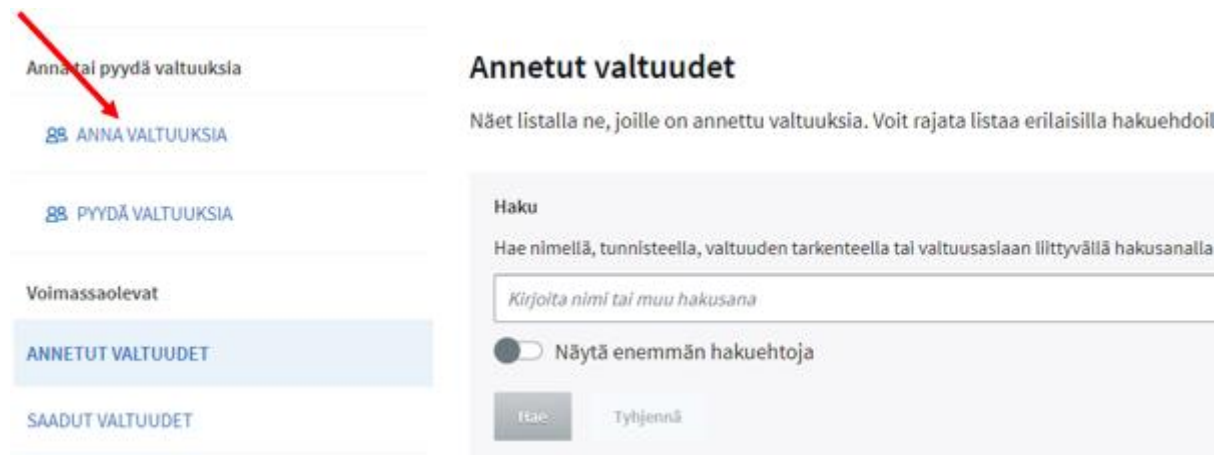 Anna tai pyydä valtuuksia
ANNA VALTUUKSIA
PYYDÄ VALTUUKSIA
Voimassaolevat
ANNETUT VALTUUDET
SAADUT VALTUUDET
Annetut valtuudet
Näet listalla ne, joille on annettu valtuuksia. Voit rajata listaa erilaisilla hakuehdoil
Haku
Hae nimellä, tunnisteella, valtuuden tarkenteella tai valtuusasiaan liittyvällä hakusanalla
Kirjoita nimi tai muu hakusana
Näytä enemmän hakuehtoja
Hae
Tyhjennä